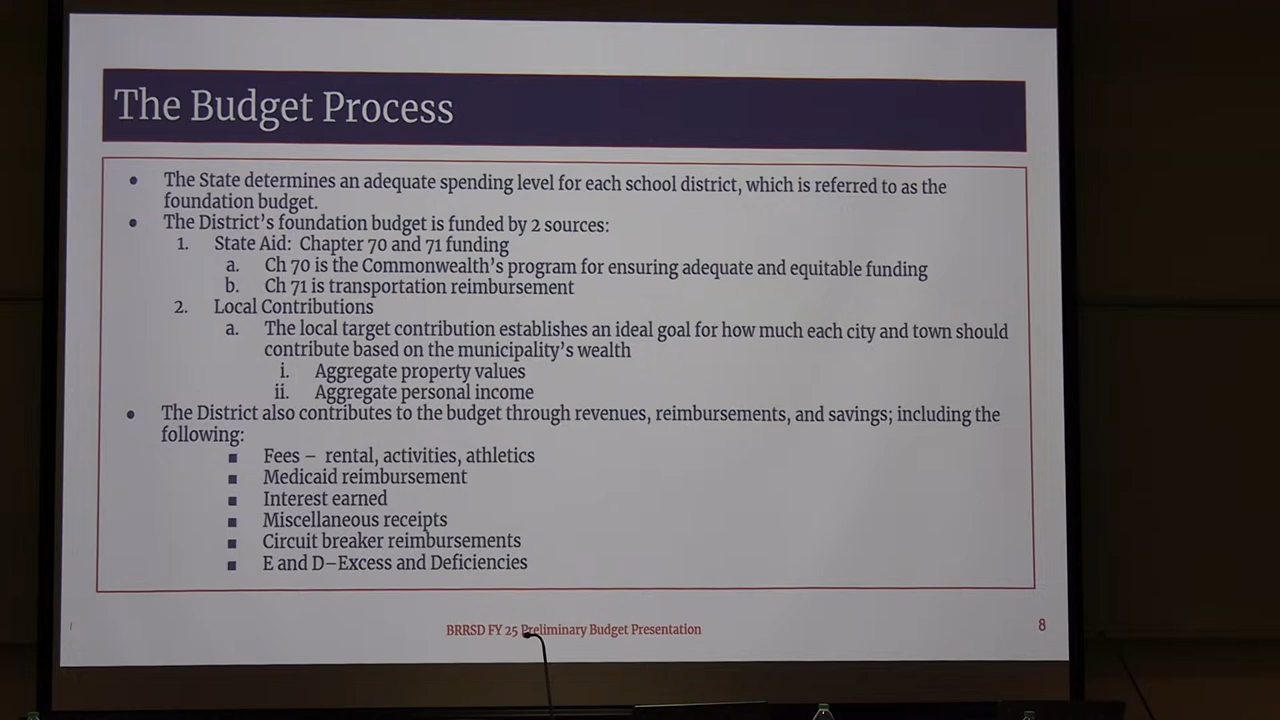 The Budget Process
● The State determines an adequate spending level for each school district, which is referred to as the
foundation budget.
● The District's foundation budget is funded by 2 sources:
1. State Aid: Chapter 70 and 71 funding
a. Ch 70 is the Commonwealth's program for ensuring adequate and equitable funding
b. Ch 71 is transportation reimbursement
2. Local Contributions
a. The local target contribution establishes an ideal goal for how much each city and town should
contribute based on the municipality's wealth
i. Aggregate property values
ii. Aggregate personal income
● The District also contributes to the budget through revenues, reimbursements, and savings; including the
following:
■ Fees – rental, activities, athletics
■ Medicaid reimbursement
■ Interest earned
■ Miscellaneous receipts
■ Circuit breaker reimbursements
■ E and D–Excess and Deficiencies
BRRSD FY 25 Preliminary Budget Presentation
8